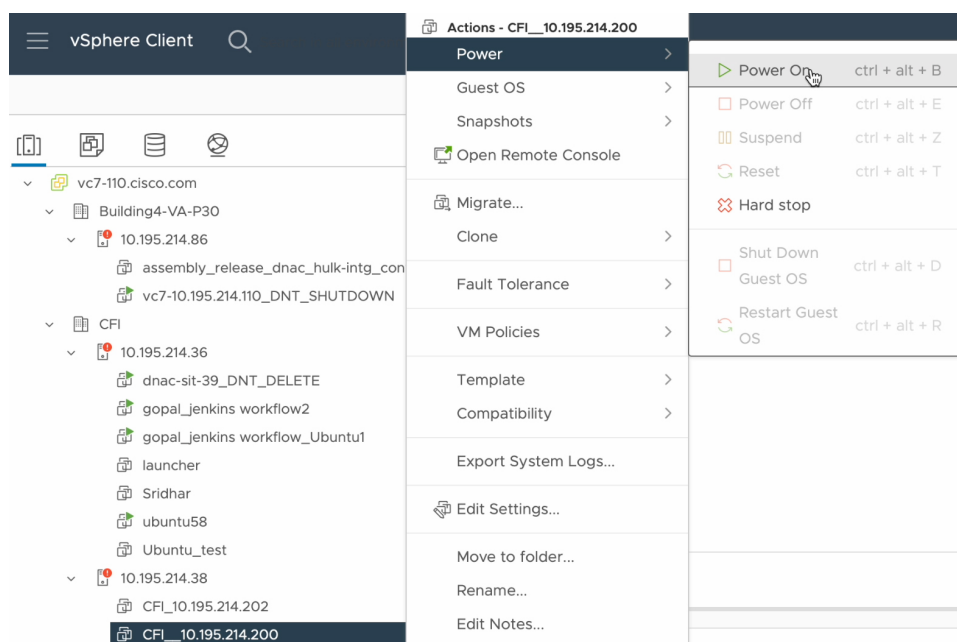 vSphere Client
vc7-110.cisco.com
Building4-VA-P30
10.195.214.86
assembly_release_dnac_hulk-intg_con
vc7-10.195.214.110_DNT_SHUTDOWN
CFI
10.195.214.36
dnac-sit-39_DNT_DELETE
gopal_jenkins workflow2
gopal_jenkins workflow_Ubuntu1
launcher
Sridhar
ubuntu58
Ubuntu_test
10.195.214.38
CFI_10.195.214.202
CFI__10.195.214.200
Actions - CFI__10.195.214.200
Power
Guest OS
Snapshots
Open Remote Console
Migrate...
Clone
Fault Tolerance
VM Policies
Template
Compatibility
Export System Logs...
Edit Settings...
Move to folder...
Rename...
Edit Notes...
Power On ctrl + alt + B
Power Off ctrl + alt + E
Suspend ctrl + alt + Z
Reset ctrl + alt + T
Hard stop
Shut Down
Guest OS ctrl + alt + D
Restart Guest
OS ctrl + alt + R